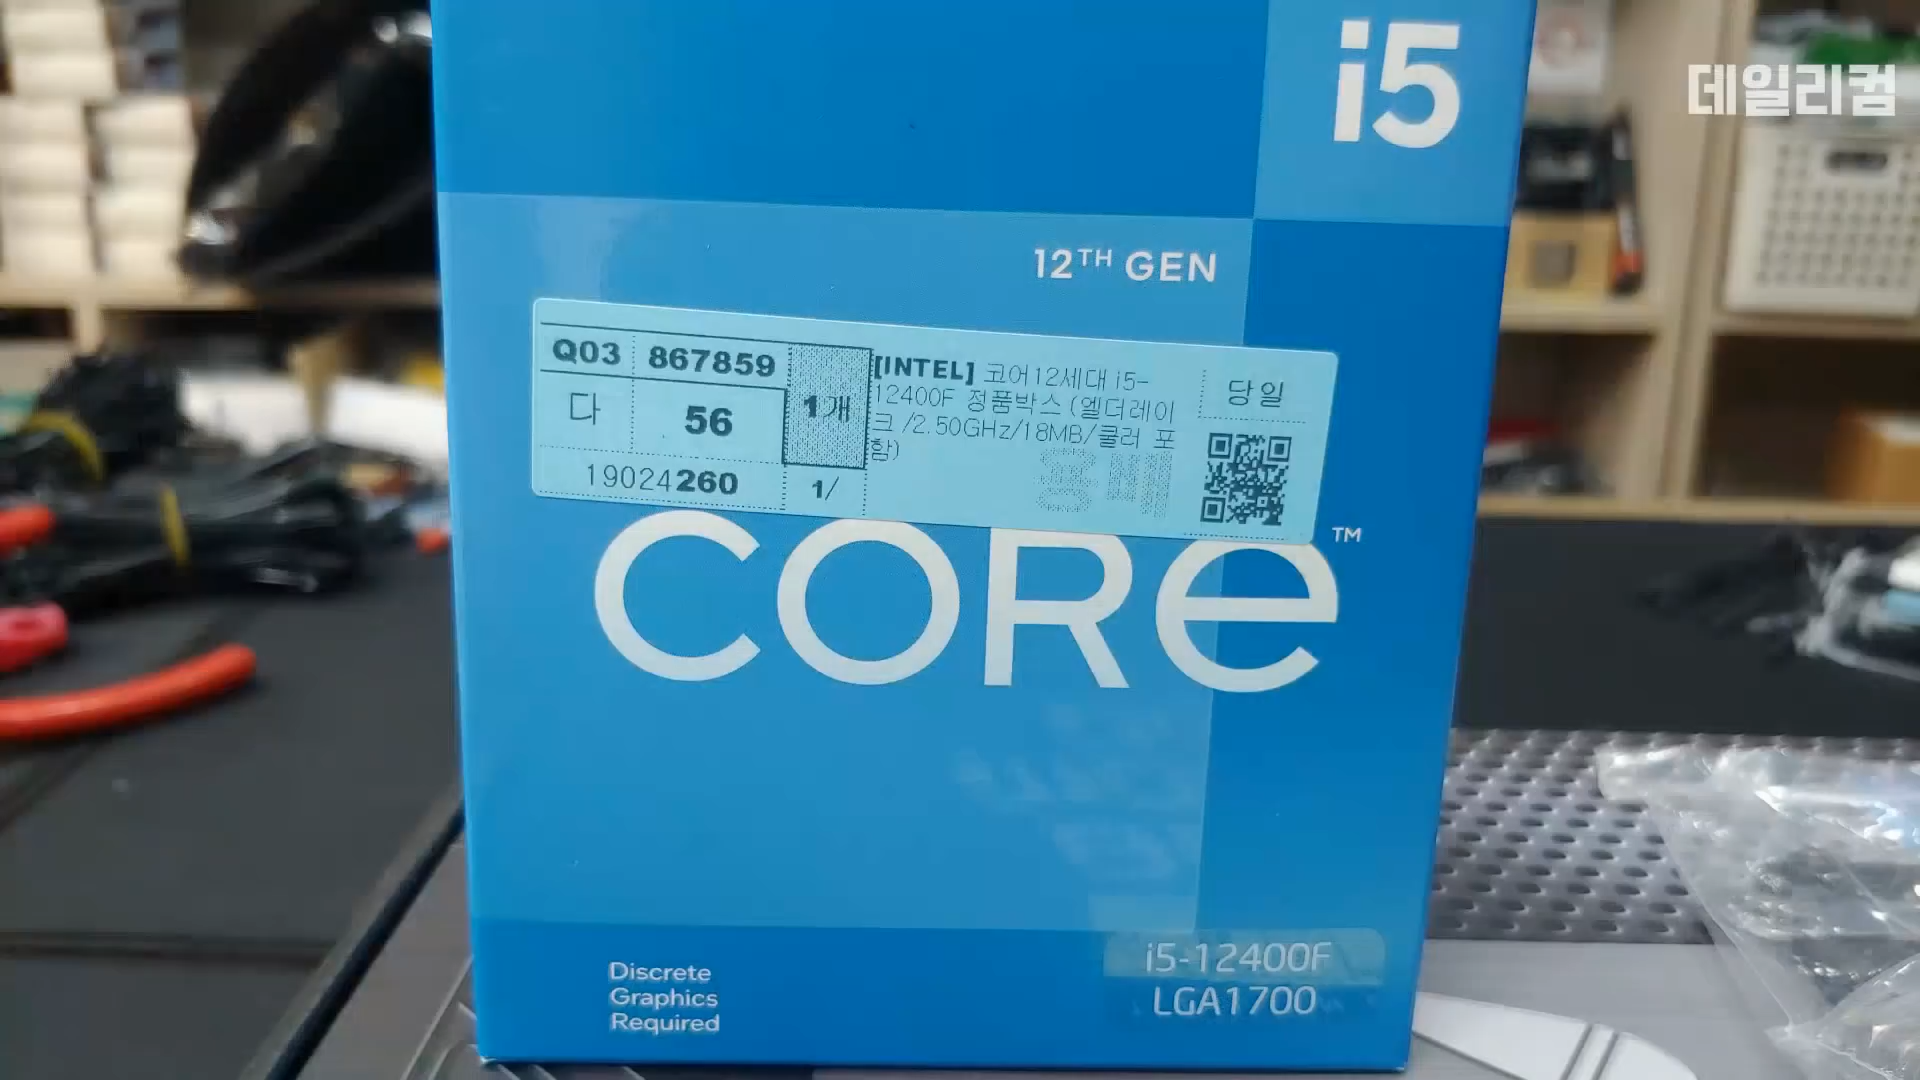 i5
데일리컴
12TH GEN
Q03 867859
다 56
1개
19024260
1/
[INTEL] 코어12세대 i5-
12400F 정품박스 (엘더레이
크 /2.50GHz/18MB/쿨러 포
함)
당일
CORE™
i5-12400F
LGA1700
Discrete
Graphics
Required